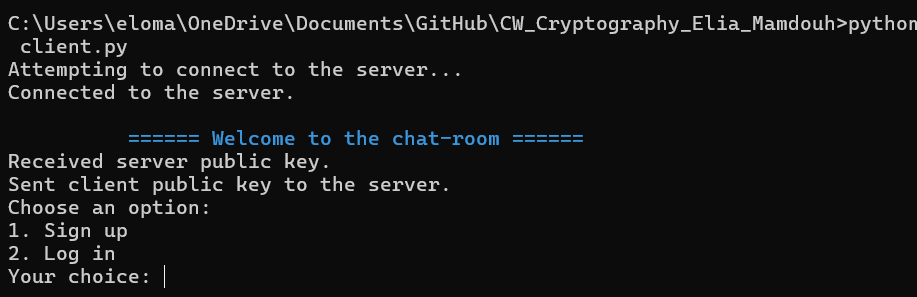 C:\Users\eloma\OneDrive\Documents\GitHub\CW_Cryptography_Elia_Mamdouh>python
client.py
Attempting to connect to the server...
Connected to the server.
====== Welcome to the chat-room ======
Received server public key.
Sent client public key to the server.
Choose an option:
1. Sign up
2. Log in
Your choice: